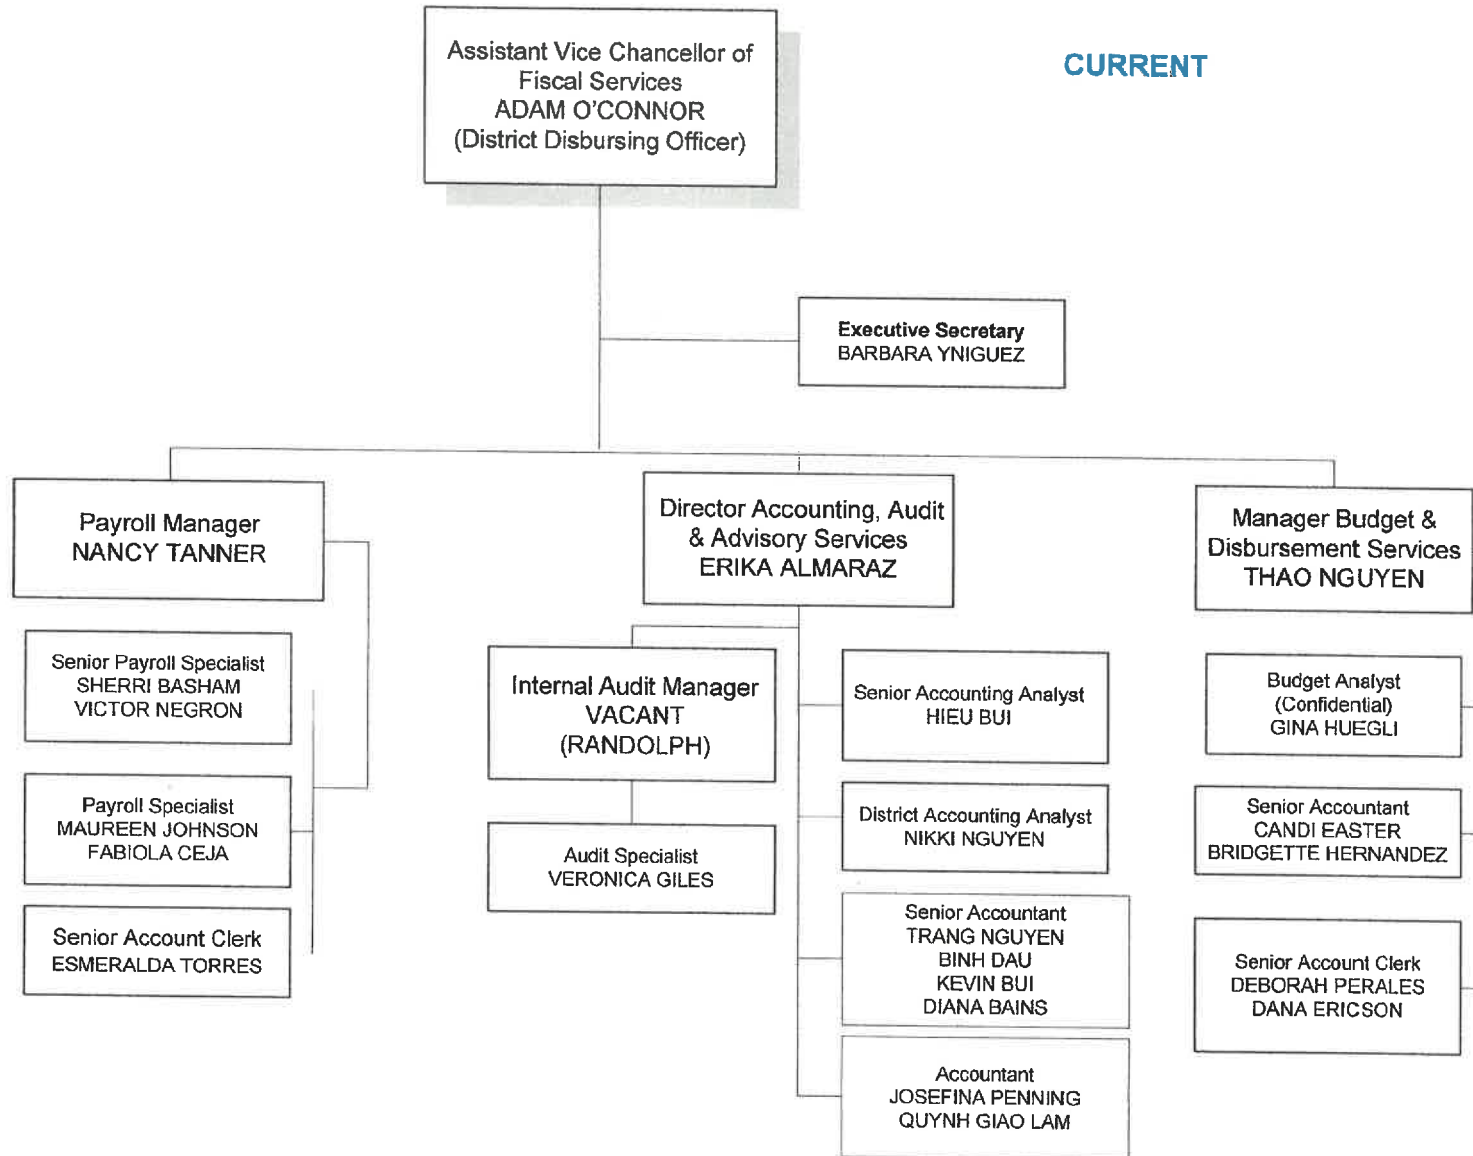 Assistant Vice Chancellor of
Fiscal Services
ADAM O'CONNOR
(District Disbursing Officer)
CURRENT
Executive Secretary
BARBARA YNIGUEZ
Payroll Manager
NANCY TANNER
Director Accounting, Audit
& Advisory Services
ERIKA ALMARAZ
Manager Budget &
Disbursement Services
THAO NGUYEN
Senior Payroll Specialist
SHERRI BASHAM
VICTOR NEGRON
Payroll Specialist
MAUREEN JOHNSON
FABIOLA CEJA
Senior Account Clerk
ESMERALDA TORRES
Internal Audit Manager
VACANT
(RANDOLPH)
Audit Specialist
VERONICA GILES
Senior Accounting Analyst
HIEU BUI
District Accounting Analyst
NIKKI NGUYEN
Senior Accountant
TRANG NGUYEN
BINH DAU
KEVIN BUI
DIANA BAINS
Accountant
JOSEFINA PENNING
QUYNH GIAO LAM
Budget Analyst
(Confidential)
GINA HUEGLI
Senior Accountant
CANDI EASTER
BRIDGETTE HERNANDEZ
Senior Account Clerk
DEBORAH PERALES
DANA ERICSON